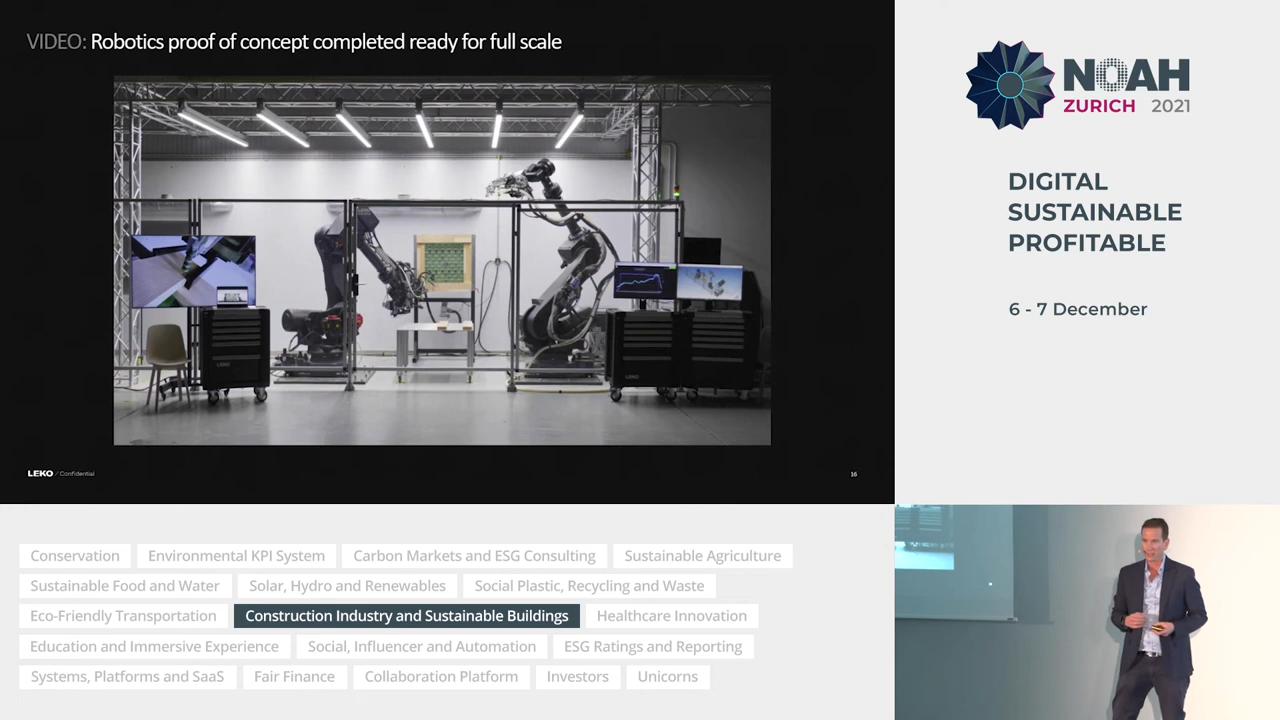 VIDEO: Robotics proof of concept completed ready for full scale
LEKO
LEKO
LEKO / Confidential
16
NOAH
ZURICH 2021
DIGITAL
SUSTAINABLE
PROFITABLE
6 - 7 December
Conservation Environmental KPI System Carbon Markets and ESG Consulting Sustainable Agriculture
Sustainable Food and Water Solar, Hydro and Renewables Social Plastic, Recycling and Waste
Eco-Friendly Transportation Construction Industry and Sustainable Buildings Healthcare Innovation
Education and Immersive Experience Social, Influencer and Automation ESG Ratings and Reporting
Systems, Platforms and SaaS Fair Finance Collaboration Platform Investors Unicorns